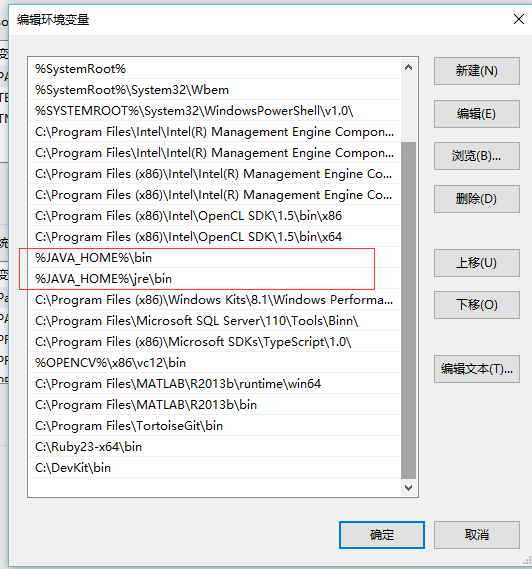 编辑环境变量
%SystemRoot%
%SystemRoot%\System32\Wbem
%SYSTEMROOT%\System32\WindowsPowerShell\v1.0\
C:\Program Files\Intel\Intel(R) Management Engine Compon...
C:\Program Files\Intel\Intel(R) Management Engine Compon...
C:\Program Files (x86)\Intel\Intel(R) Management Engine Co...
C:\Program Files (x86)\Intel\Intel(R) Management Engine Co...
C:\Program Files (x86)\Intel\OpenCL SDK\1.5\bin\x86
C:\Program Files (x86)\Intel\OpenCL SDK\1.5\bin\x64
%JAVA_HOME%\bin
%JAVA_HOME%\jre\bin
C:\Program Files (x86)\Windows Kits\8.1\Windows Performa...
C:\Program Files\Microsoft SQL Server\110\Tools\Binn\
C:\Program Files (x86)\Microsoft SDKs\TypeScript\1.0\
%OPENCV%\x86\vc12\bin
C:\Program Files\MATLAB\R2013b\runtime\win64
C:\Program Files\MATLAB\R2013b\bin
C:\Program Files\TortoiseGit\bin
C:\Ruby23-x64\bin
C:\DevKit\bin
新建(N)
编辑(E)
浏览(B)...
删除(D)
上移(U)
下移(O)
编辑文本(T)...
确定
取消